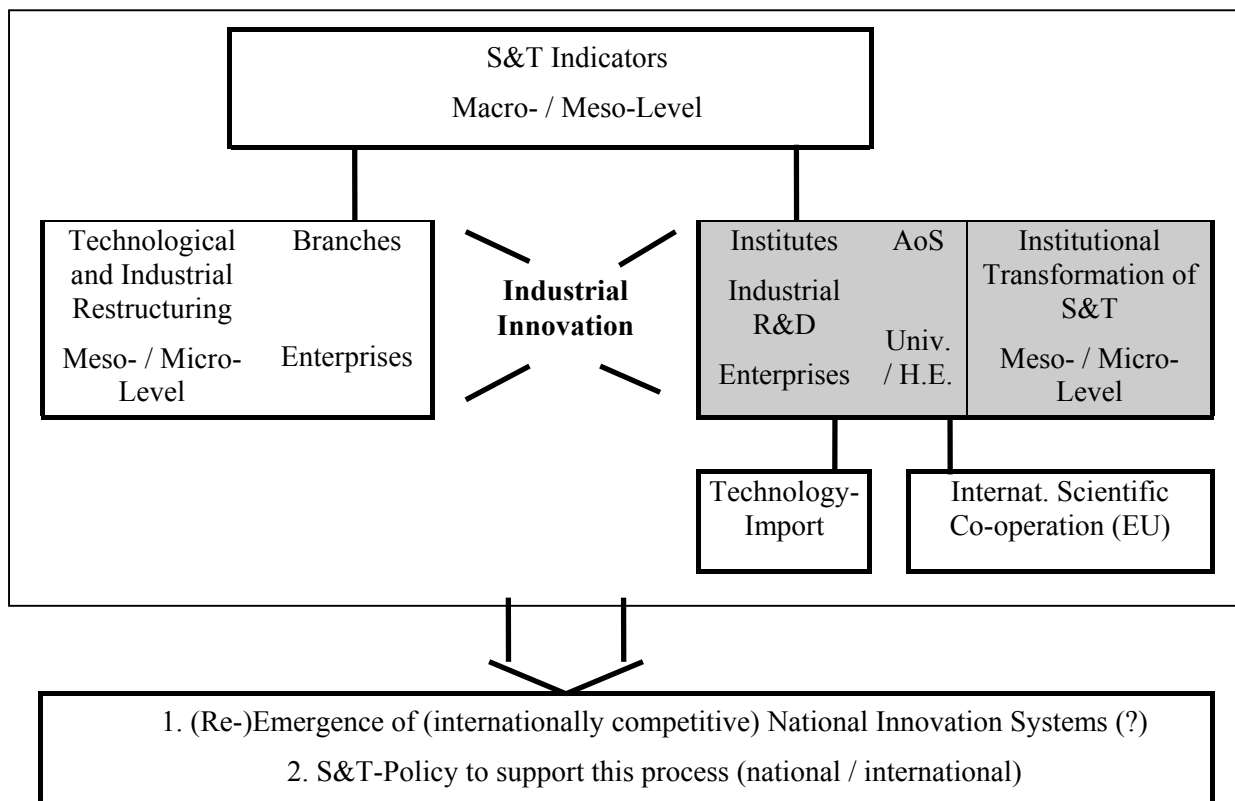 S&T Indicators
Macro- / Meso-Level
Technological
and Industrial
Restructuring
Meso- / Micro-
Level
Branches
Enterprises
Industrial
Innovation
Institutes
Industrial
R&D
Enterprises
AoS
Univ.
/ H.E.
Institutional
Transformation of
S&T
Meso- / Micro-
Level
Technology-
Import
Internat. Scientific
Co-operation (EU)
1. (Re-)Emergence of (internationally competitive) National Innovation Systems (?)
2. S&T-Policy to support this process (national / international)